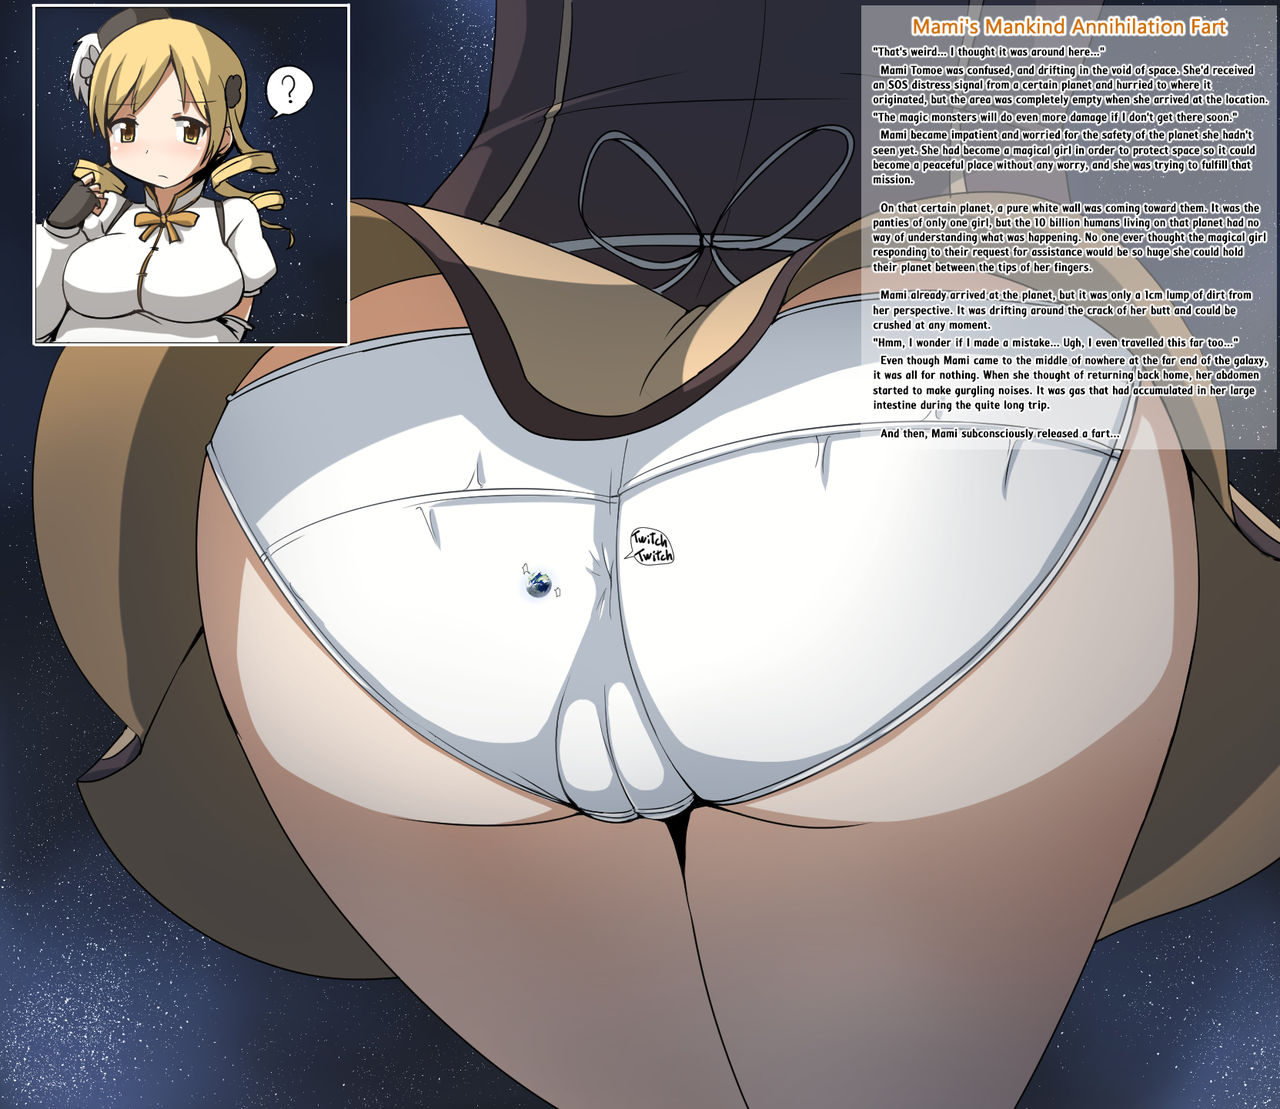 ?
Mami's Mankind Annihilation Fart
"That's weird... I thought it was around here..."
Mami Tomoe was confused, and drifting in the void of space. She'd received
an SOS distress signal from a certain planet and hurried to where it
originated, but the area was completely empty when she arrived at the location.
"The magic monsters will do even more damage if I don't get there soon."
Mami became impatient and worried for the safety of the planet she hadn't
seen yet. She had become a magical girl in order to protect space so it could
become a peaceful place without any worry, and she was trying to fulfill that
mission.
On that certain planet, a pure white wall was coming toward them. It was the
panties of only one girl, but the 10 billion humans living on that planet had no
way of understanding what was happening. No one ever thought the magical girl
responding to their request for assistance would be so huge she could hold
their planet between the tips of her fingers.
Mami already arrived at the planet, but it was only a 1cm lump of dirt from
her perspective. It was drifting around the crack of her butt and could be
crushed at any moment.
"Hmm, I wonder if I made a mistake... Ugh, I even travelled this far too..."
Even though Mami came to the middle of nowhere at the far end of the galaxy,
it was all for nothing. When she thought of returning back home, her abdomen
started to make gurgling noises. It was gas that had accumulated in her large
intestine during the quite long trip.
And then, Mami subconsciously released a fart...
Twitch
Twitch